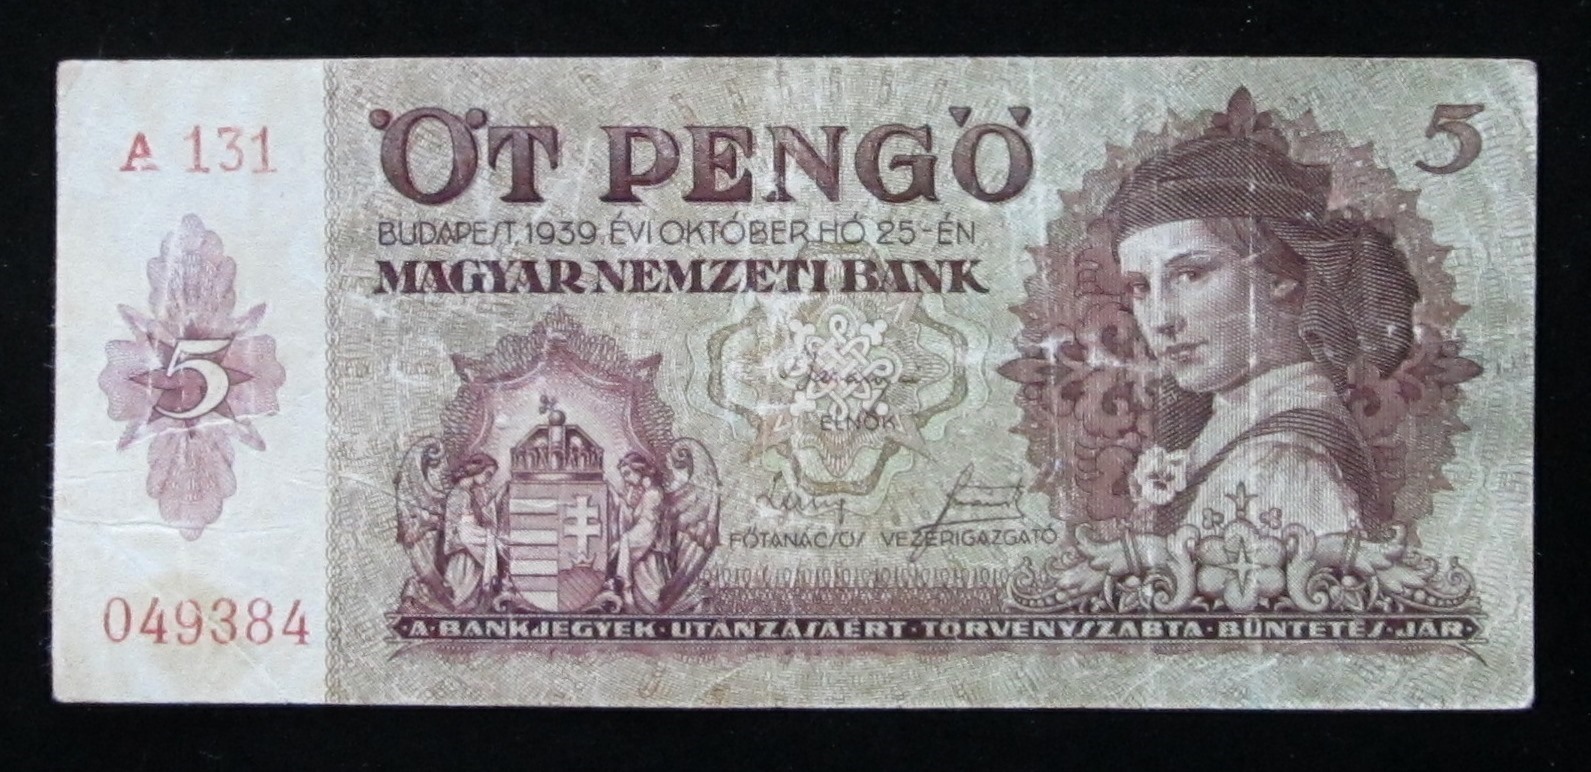 A 131
ÖT PENGŐ
5
BUDAPEST, 1939. ÉVI OKTÓBER HÓ 25-ÉN
MAGYAR NEMZETI BANK
5
ELNÖK
FŐTANÁCSOS VEZÉRIGAZGATÓ
049384
·A·BANKJEGYEK·UTÁNZÁSÁÉRT·TÖRVÉNYSZABTA·BÜNTETÉS·JÁR·